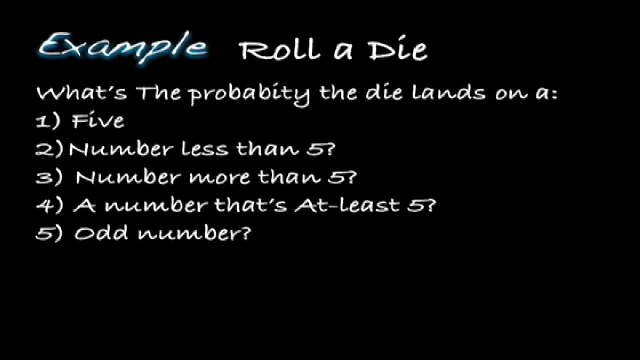 Example Roll a Die
What's The probabity the die lands on a:
1) Five
2) Number less than 5?
3) Number more than 5?
4) A number that's At-least 5?
5) Odd number?